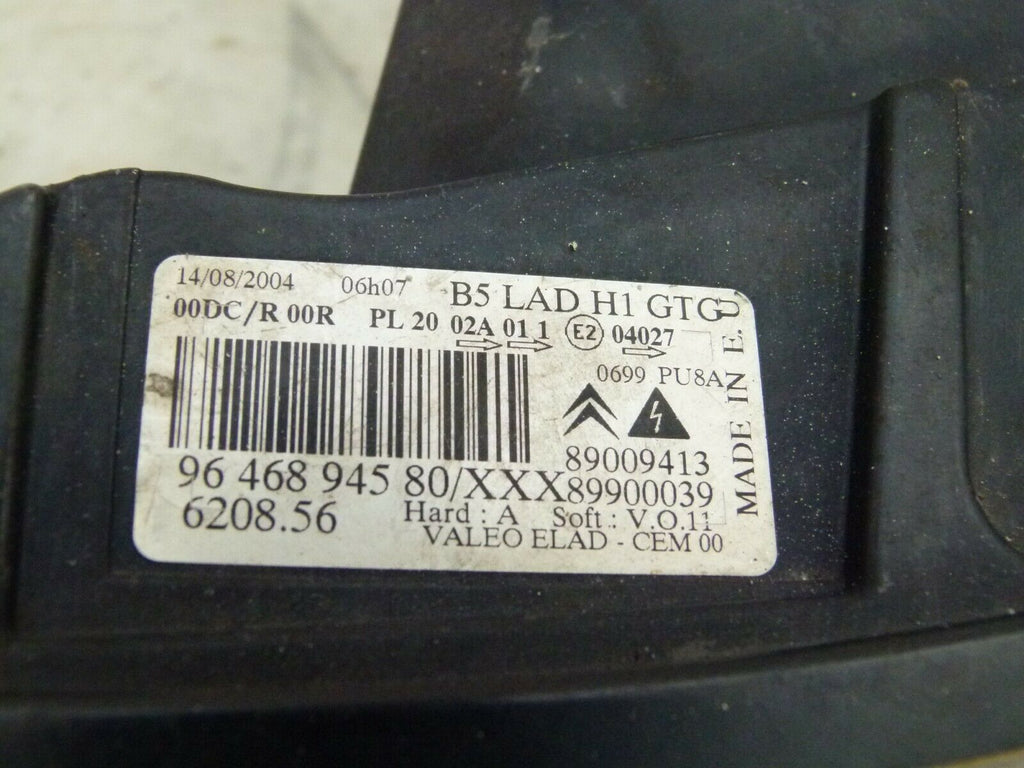 14/08/2004 06h07 B5 LAD H1 GTG
00DC/R 00R PL 20 02A 01 1 E2 04027
0699 PU8A
89009413
96 468 945 80/XXX 89900039
6208.56 Hard : A Soft : V.O.11
VALEO ELAD - CEM 00
MADE IN E.U